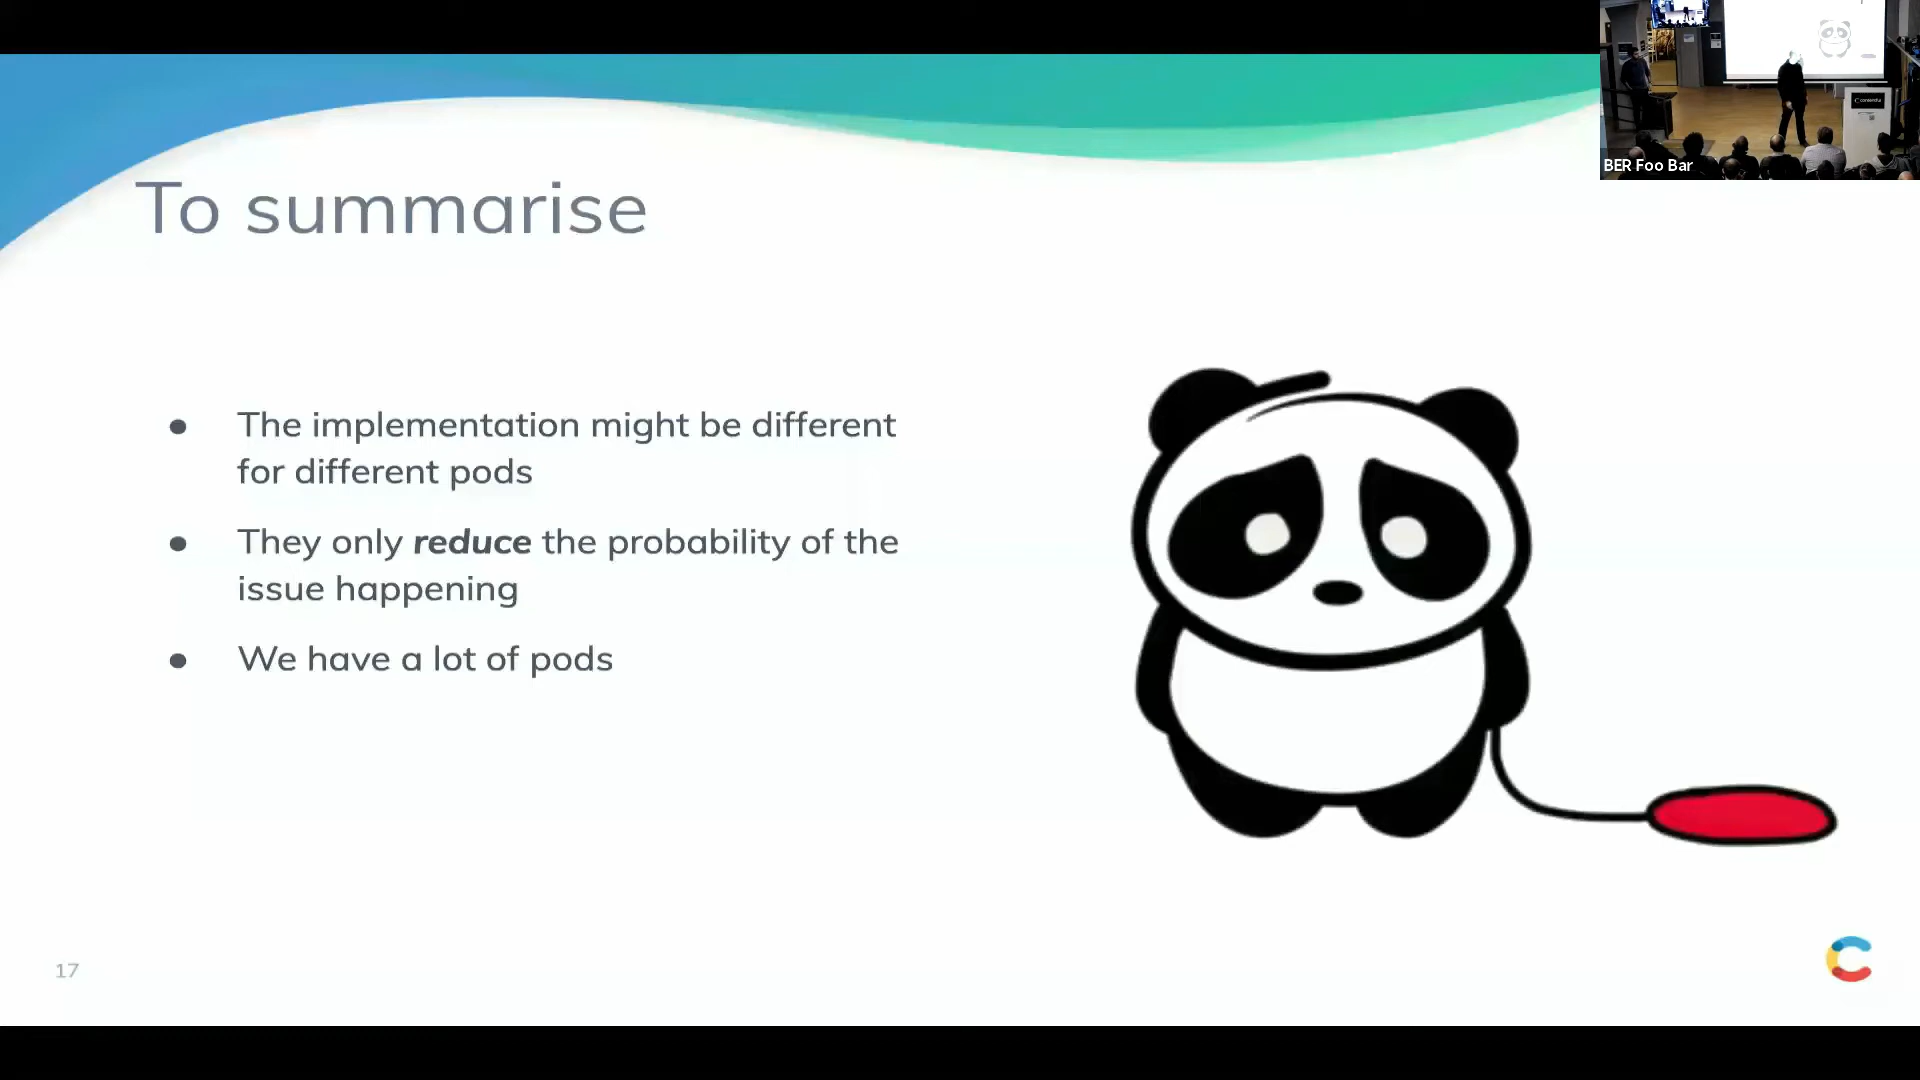 BER Foo Bar
To summarise
● The implementation might be different
for different pods
● They only reduce the probability of the
issue happening
● We have a lot of pods
17
contentful